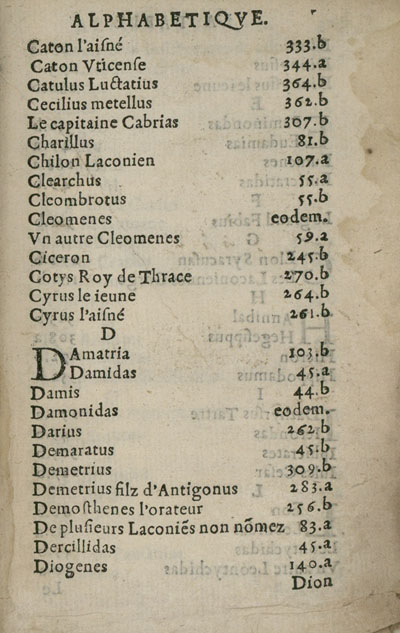 ALPHABETIQVE.
Caton l'aiſné 333.b
Caton Vticenſe 344.a
Catulus Luctatius 364.b
Cecilius metellus 362.b
Le capitaine Cabrias 307.b
Charillus 81.b
Chilon Laconien 107.a
Clearchus 55.a
Cleombrotus 55.b
Cleomenes eodem.
Vn autre Cleomenes 59.a
Ciceron 245.b
Cotys Roy de Thrace 270.b
Cyrus le ieune 264.b
Cyrus l'aiſné 261.b
D
DAmatria 103.b
Damidas 45.a
Damis 44.b
Damonidas eodem.
Darius 262.b
Demaratus 45.b
Demetrius 309.b
Demetrius filz d'Antigonus 283.a
Demoſthenes l'orateur 256.b
De pluſieurs Laconiẽs non nõmez 83.a
Dercillidas 45.a
Diogenes 140.a
Dion